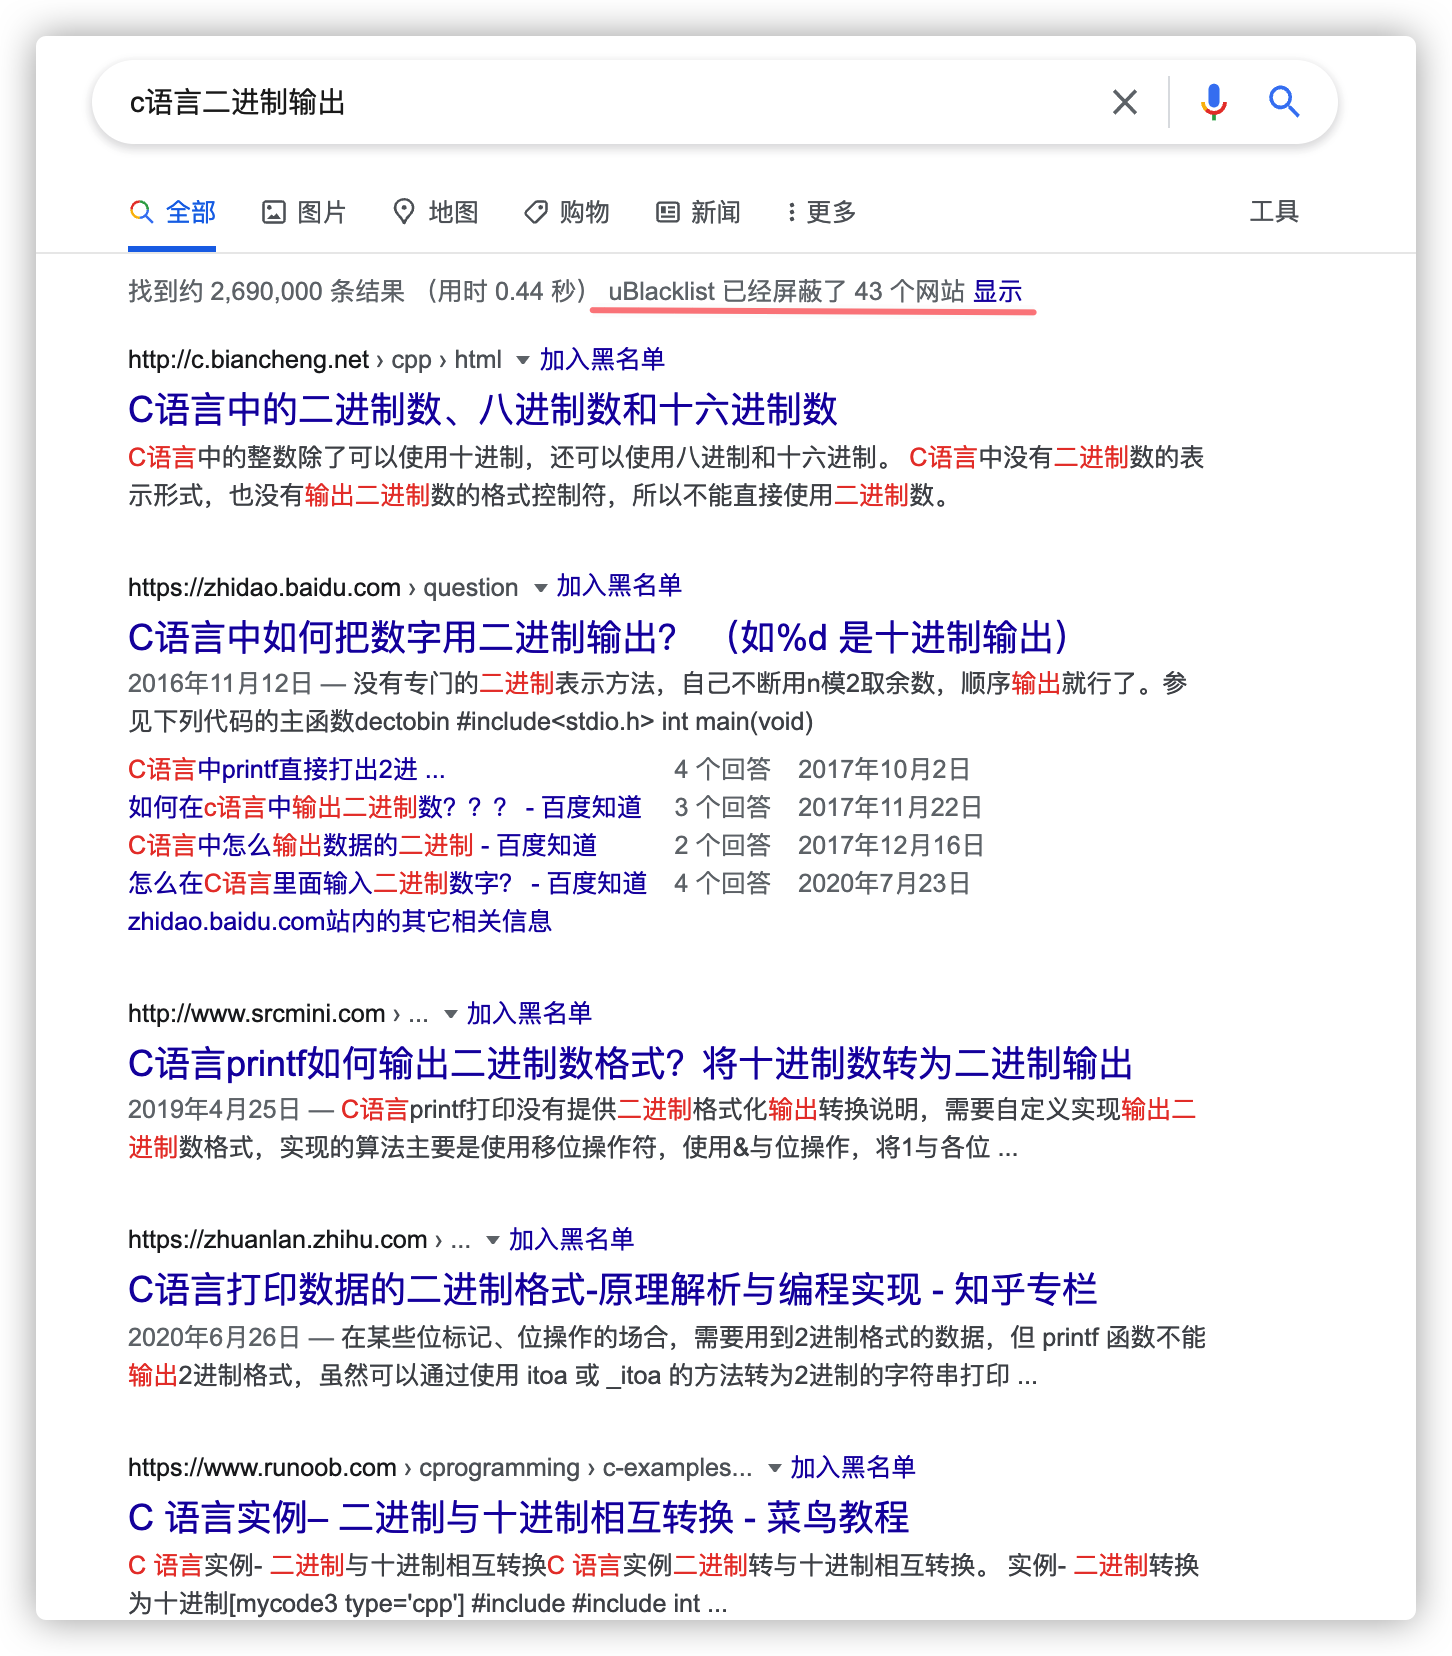 c语言二进制输出
全部 图片 地图 购物 新闻 更多 工具
找到约 2,690,000 条结果 （用时 0.44 秒） uBlacklist 已经屏蔽了 43 个网站 显示
http://c.biancheng.net › cpp › html 加入黑名单
C语言中的二进制数、八进制数和十六进制数
C语言中的整数除了可以使用十进制，还可以使用八进制和十六进制。 C语言中没有二进制数的表
示形式，也没有输出二进制数的格式控制符，所以不能直接使用二进制数。
https://zhidao.baidu.com › question 加入黑名单
C语言中如何把数字用二进制输出？ （如%d 是十进制输出）
2016年11月12日 — 没有专门的二进制表示方法，自己不断用n模2取余数，顺序输出就行了。参
见下列代码的主函数dectobin #include<stdio.h> int main(void)
C语言中printf直接打出2进 ... 4 个回答 2017年10月2日
如何在c语言中输出二进制数？？？ - 百度知道 3 个回答 2017年11月22日
C语言中怎么输出数据的二进制 - 百度知道 2 个回答 2017年12月16日
怎么在C语言里面输入二进制数字？ - 百度知道 4 个回答 2020年7月23日
zhidao.baidu.com站内的其它相关信息
http://www.srcmini.com › ... 加入黑名单
C语言printf如何输出二进制数格式？将十进制数转为二进制输出
2019年4月25日 — C语言printf打印没有提供二进制格式化输出转换说明，需要自定义实现输出二
进制数格式，实现的算法主要是使用移位操作符，使用&与位操作，将1与各位 ...
https://zhuanlan.zhihu.com › ... 加入黑名单
C语言打印数据的二进制格式-原理解析与编程实现 - 知乎专栏
2020年6月26日 — 在某些位标记、位操作的场合，需要用到2进制格式的数据，但 printf 函数不能
输出2进制格式，虽然可以通过使用 itoa 或 _itoa 的方法转为2进制的字符串打印 ...
https://www.runoob.com › cprogramming › c-examples... 加入黑名单
C 语言实例– 二进制与十进制相互转换 - 菜鸟教程
C 语言实例- 二进制与十进制相互转换C 语言实例二进制转与十进制相互转换。 实例- 二进制转换
为十进制[mycode3 type='cpp'] #include #include int ...